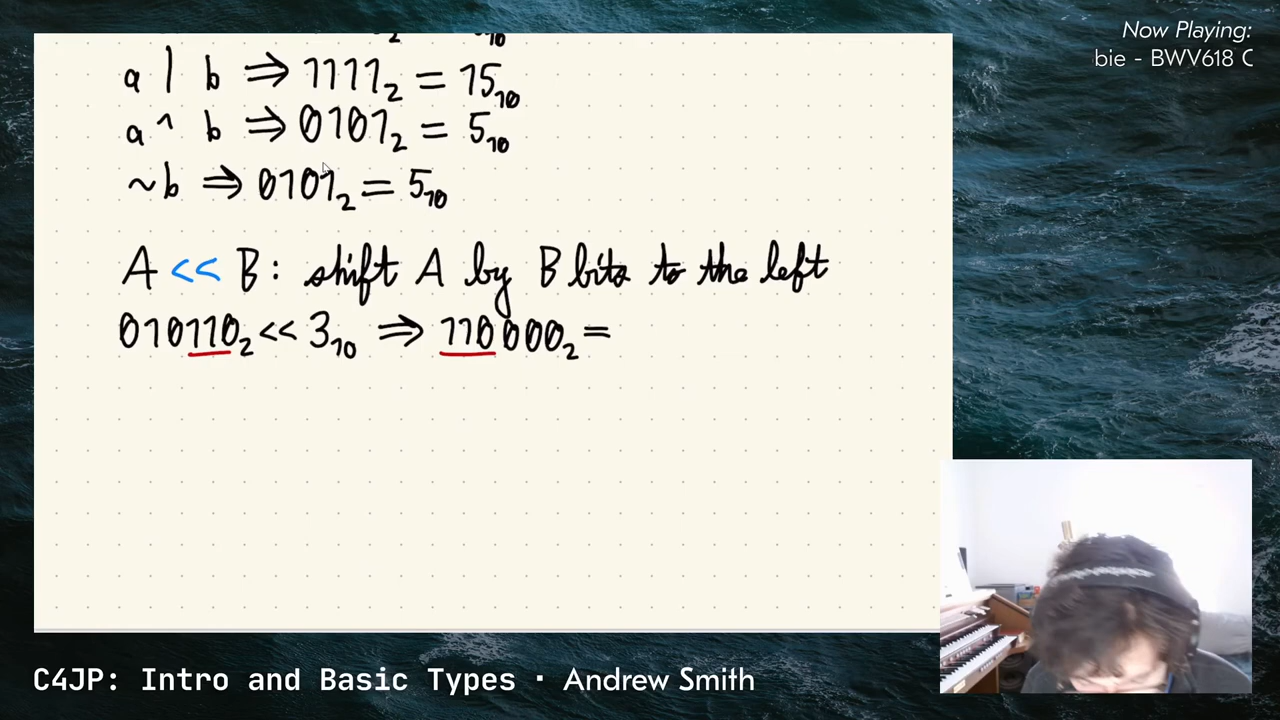 Now Playing:
bie - BWV618 C
a | b ⇒ 1111₂ = 15₁₀
a ^ b ⇒ 0101₂ = 5₁₀
~b ⇒ 0101₂ = 5₁₀
A << B: shift A by B bits to the left
010110₂ << 3₁₀ ⇒ 110000₂ =
C4JP: Intro and Basic Types · Andrew Smith